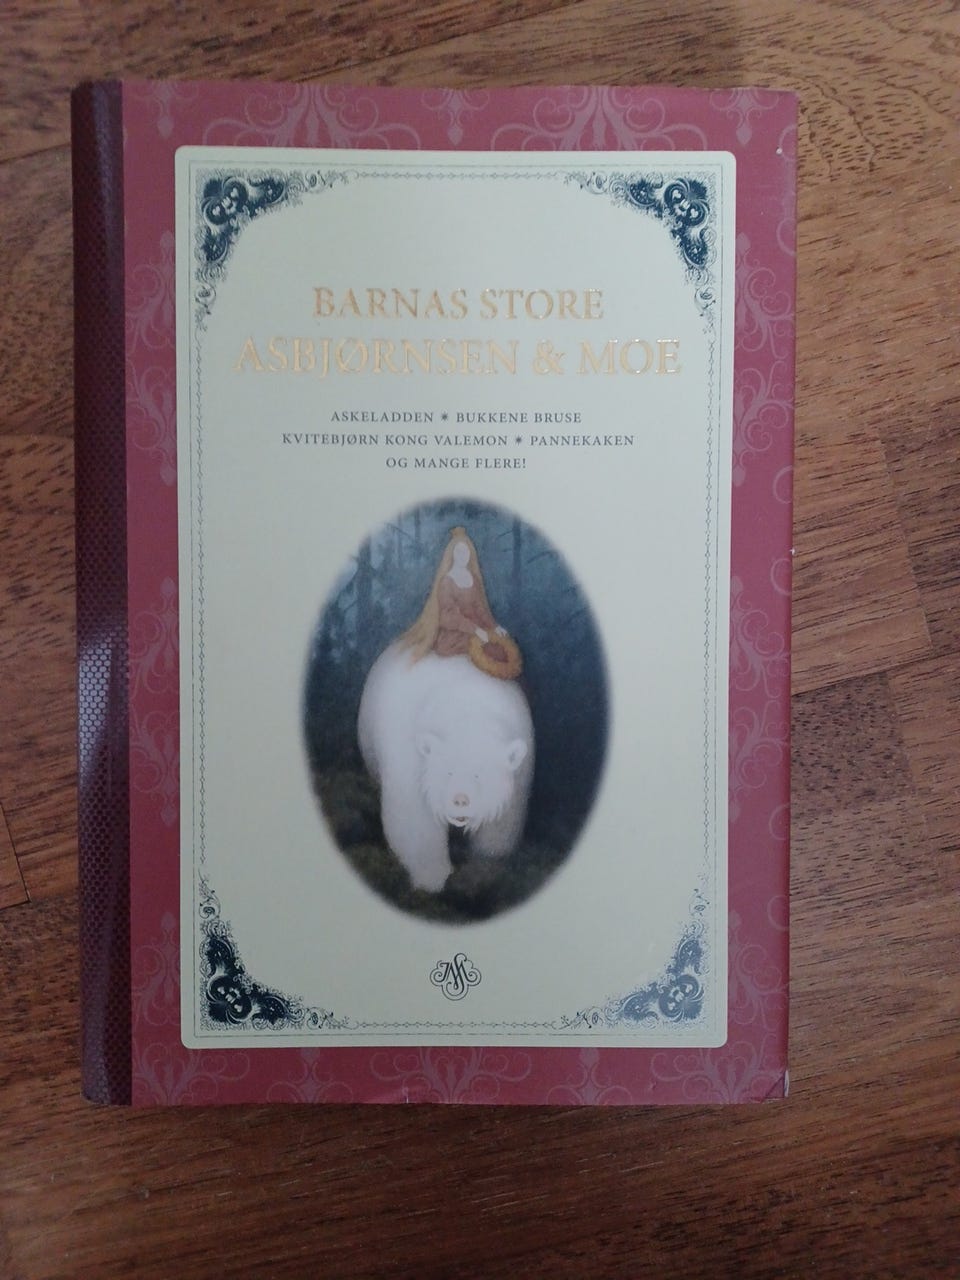 BARNAS STORE
ASBJØRNSEN & MOE
ASKELADDEN * BUKKENE BRUSE
KVITEBJØRN KONG VALEMON * PANNEKAKEN
OG MANGE FLERE!